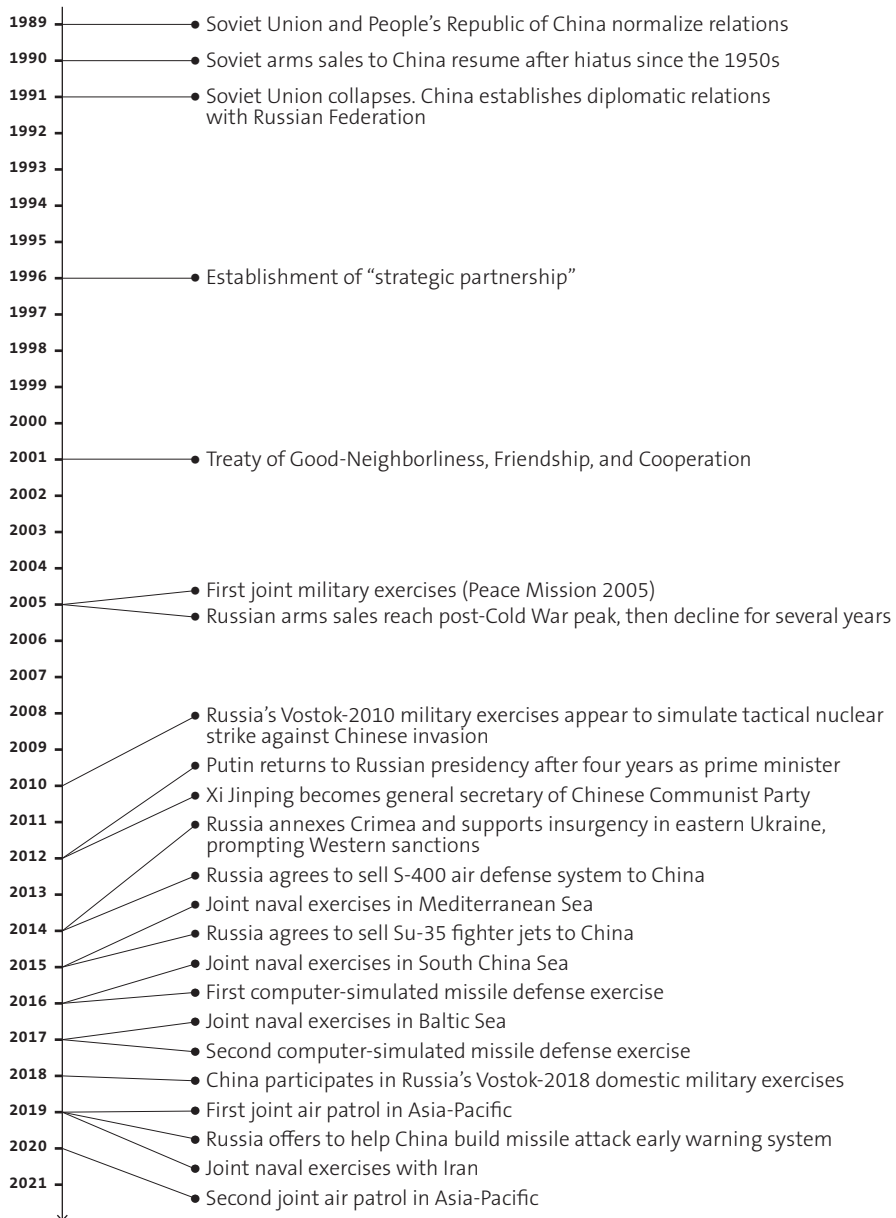 1989
Soviet Union and People’s Republic of China normalize relations
1990
Soviet arms sales to China resume after hiatus since the 1950s
1991
Soviet Union collapses. China establishes diplomatic relations
with Russian Federation
1992
1993
1994
1995
1996
Establishment of “strategic partnership”
1997
1998
1999
2000
2001
Treaty of Good-Neighborliness, Friendship, and Cooperation
2002
2003
2004
First joint military exercises (Peace Mission 2005)
2005
Russian arms sales reach post-Cold War peak, then decline for several years
2006
2007
2008
Russia’s Vostok-2010 military exercises appear to simulate tactical nuclear
strike against Chinese invasion
2009
Putin returns to Russian presidency after four years as prime minister
2010
Xi Jinping becomes general secretary of Chinese Communist Party
2011
Russia annexes Crimea and supports insurgency in eastern Ukraine,
prompting Western sanctions
2012
Russia agrees to sell S-400 air defense system to China
2013
Joint naval exercises in Mediterranean Sea
2014
Russia agrees to sell Su-35 fighter jets to China
2015
Joint naval exercises in South China Sea
2016
First computer-simulated missile defense exercise
Joint naval exercises in Baltic Sea
2017
Second computer-simulated missile defense exercise
2018
China participates in Russia’s Vostok-2018 domestic military exercises
2019
First joint air patrol in Asia-Pacific
Russia offers to help China build missile attack early warning system
2020
Joint naval exercises with Iran
2021
Second joint air patrol in Asia-Pacific